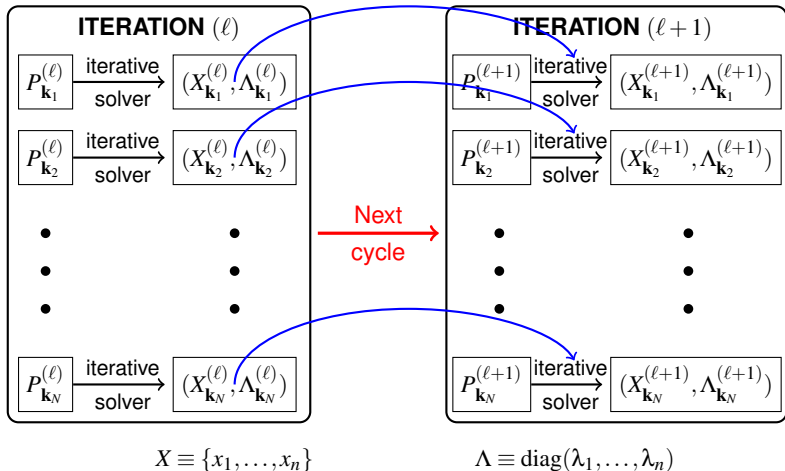 ITERATION (ℓ)
P_{𝐤_1}^{(ℓ)} iterative solver (X_{𝐤_1}^{(ℓ)}, Λ_{𝐤_1}^{(ℓ)})
P_{𝐤_2}^{(ℓ)} iterative solver (X_{𝐤_2}^{(ℓ)}, Λ_{𝐤_2}^{(ℓ)})
P_{𝐤_N}^{(ℓ)} iterative solver (X_{𝐤_N}^{(ℓ)}, Λ_{𝐤_N}^{(ℓ)})
Next
cycle
ITERATION (ℓ+1)
P_{𝐤_1}^{(ℓ+1)} iterative solver (X_{𝐤_1}^{(ℓ+1)}, Λ_{𝐤_1}^{(ℓ+1)})
P_{𝐤_2}^{(ℓ+1)} iterative solver (X_{𝐤_2}^{(ℓ+1)}, Λ_{𝐤_2}^{(ℓ+1)})
P_{𝐤_N}^{(ℓ+1)} iterative solver (X_{𝐤_N}^{(ℓ+1)}, Λ_{𝐤_N}^{(ℓ+1)})
X ≡ {x_1,...,x_n}
Λ ≡ diag(λ_1,...,λ_n)